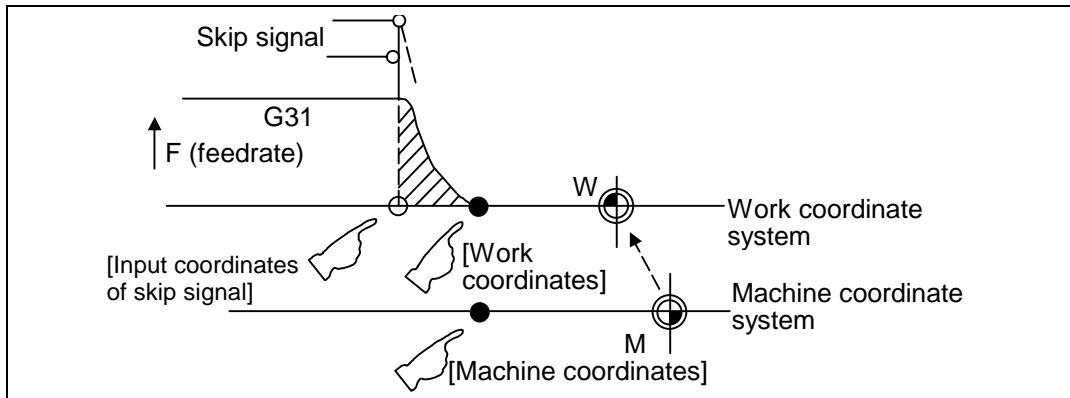 Skip signal
G31
F (feedrate)
W
Work coordinate
system
[Input coordinates
of skip signal]
[Work
coordinates]
Machine coordinate
system
M
[Machine coordinates]